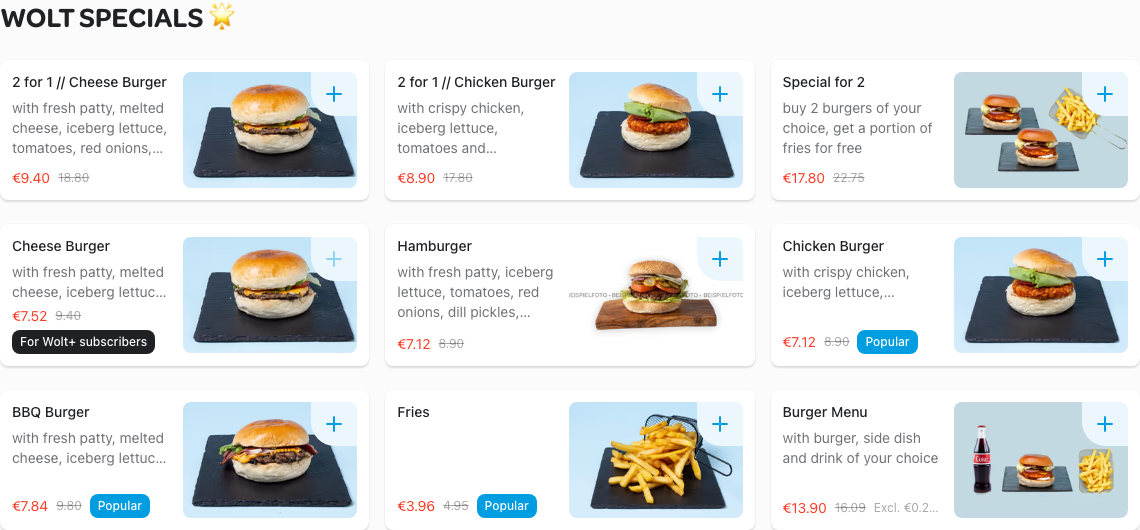 WOLT SPECIALS 🌟
2 for 1 // Cheese Burger
with fresh patty, melted
cheese, iceberg lettuce,
tomatoes, red onions,...
€9.40 18.80
2 for 1 // Chicken Burger
with crispy chicken,
iceberg lettuce,
tomatoes and...
€8.90 17.80
Special for 2
buy 2 burgers of your
choice, get a portion of
fries for free
€17.80 22.75
Cheese Burger
with fresh patty, melted
cheese, iceberg lettuc...
€7.52 9.40
For Wolt+ subscribers
Hamburger
with fresh patty, iceberg
lettuce, tomatoes, red
onions, dill pickles,...
€7.12 8.90
BEISPIELFOTO
Chicken Burger
with crispy chicken,
iceberg lettuce,...
€7.12 8.90 Popular
BBQ Burger
with fresh patty, melted
cheese, iceberg lettuc...
€7.84 9.80 Popular
Fries
€3.96 4.95 Popular
Burger Menu
with burger, side dish
and drink of your choice
€13.90 16.09 Excl. €0.2...